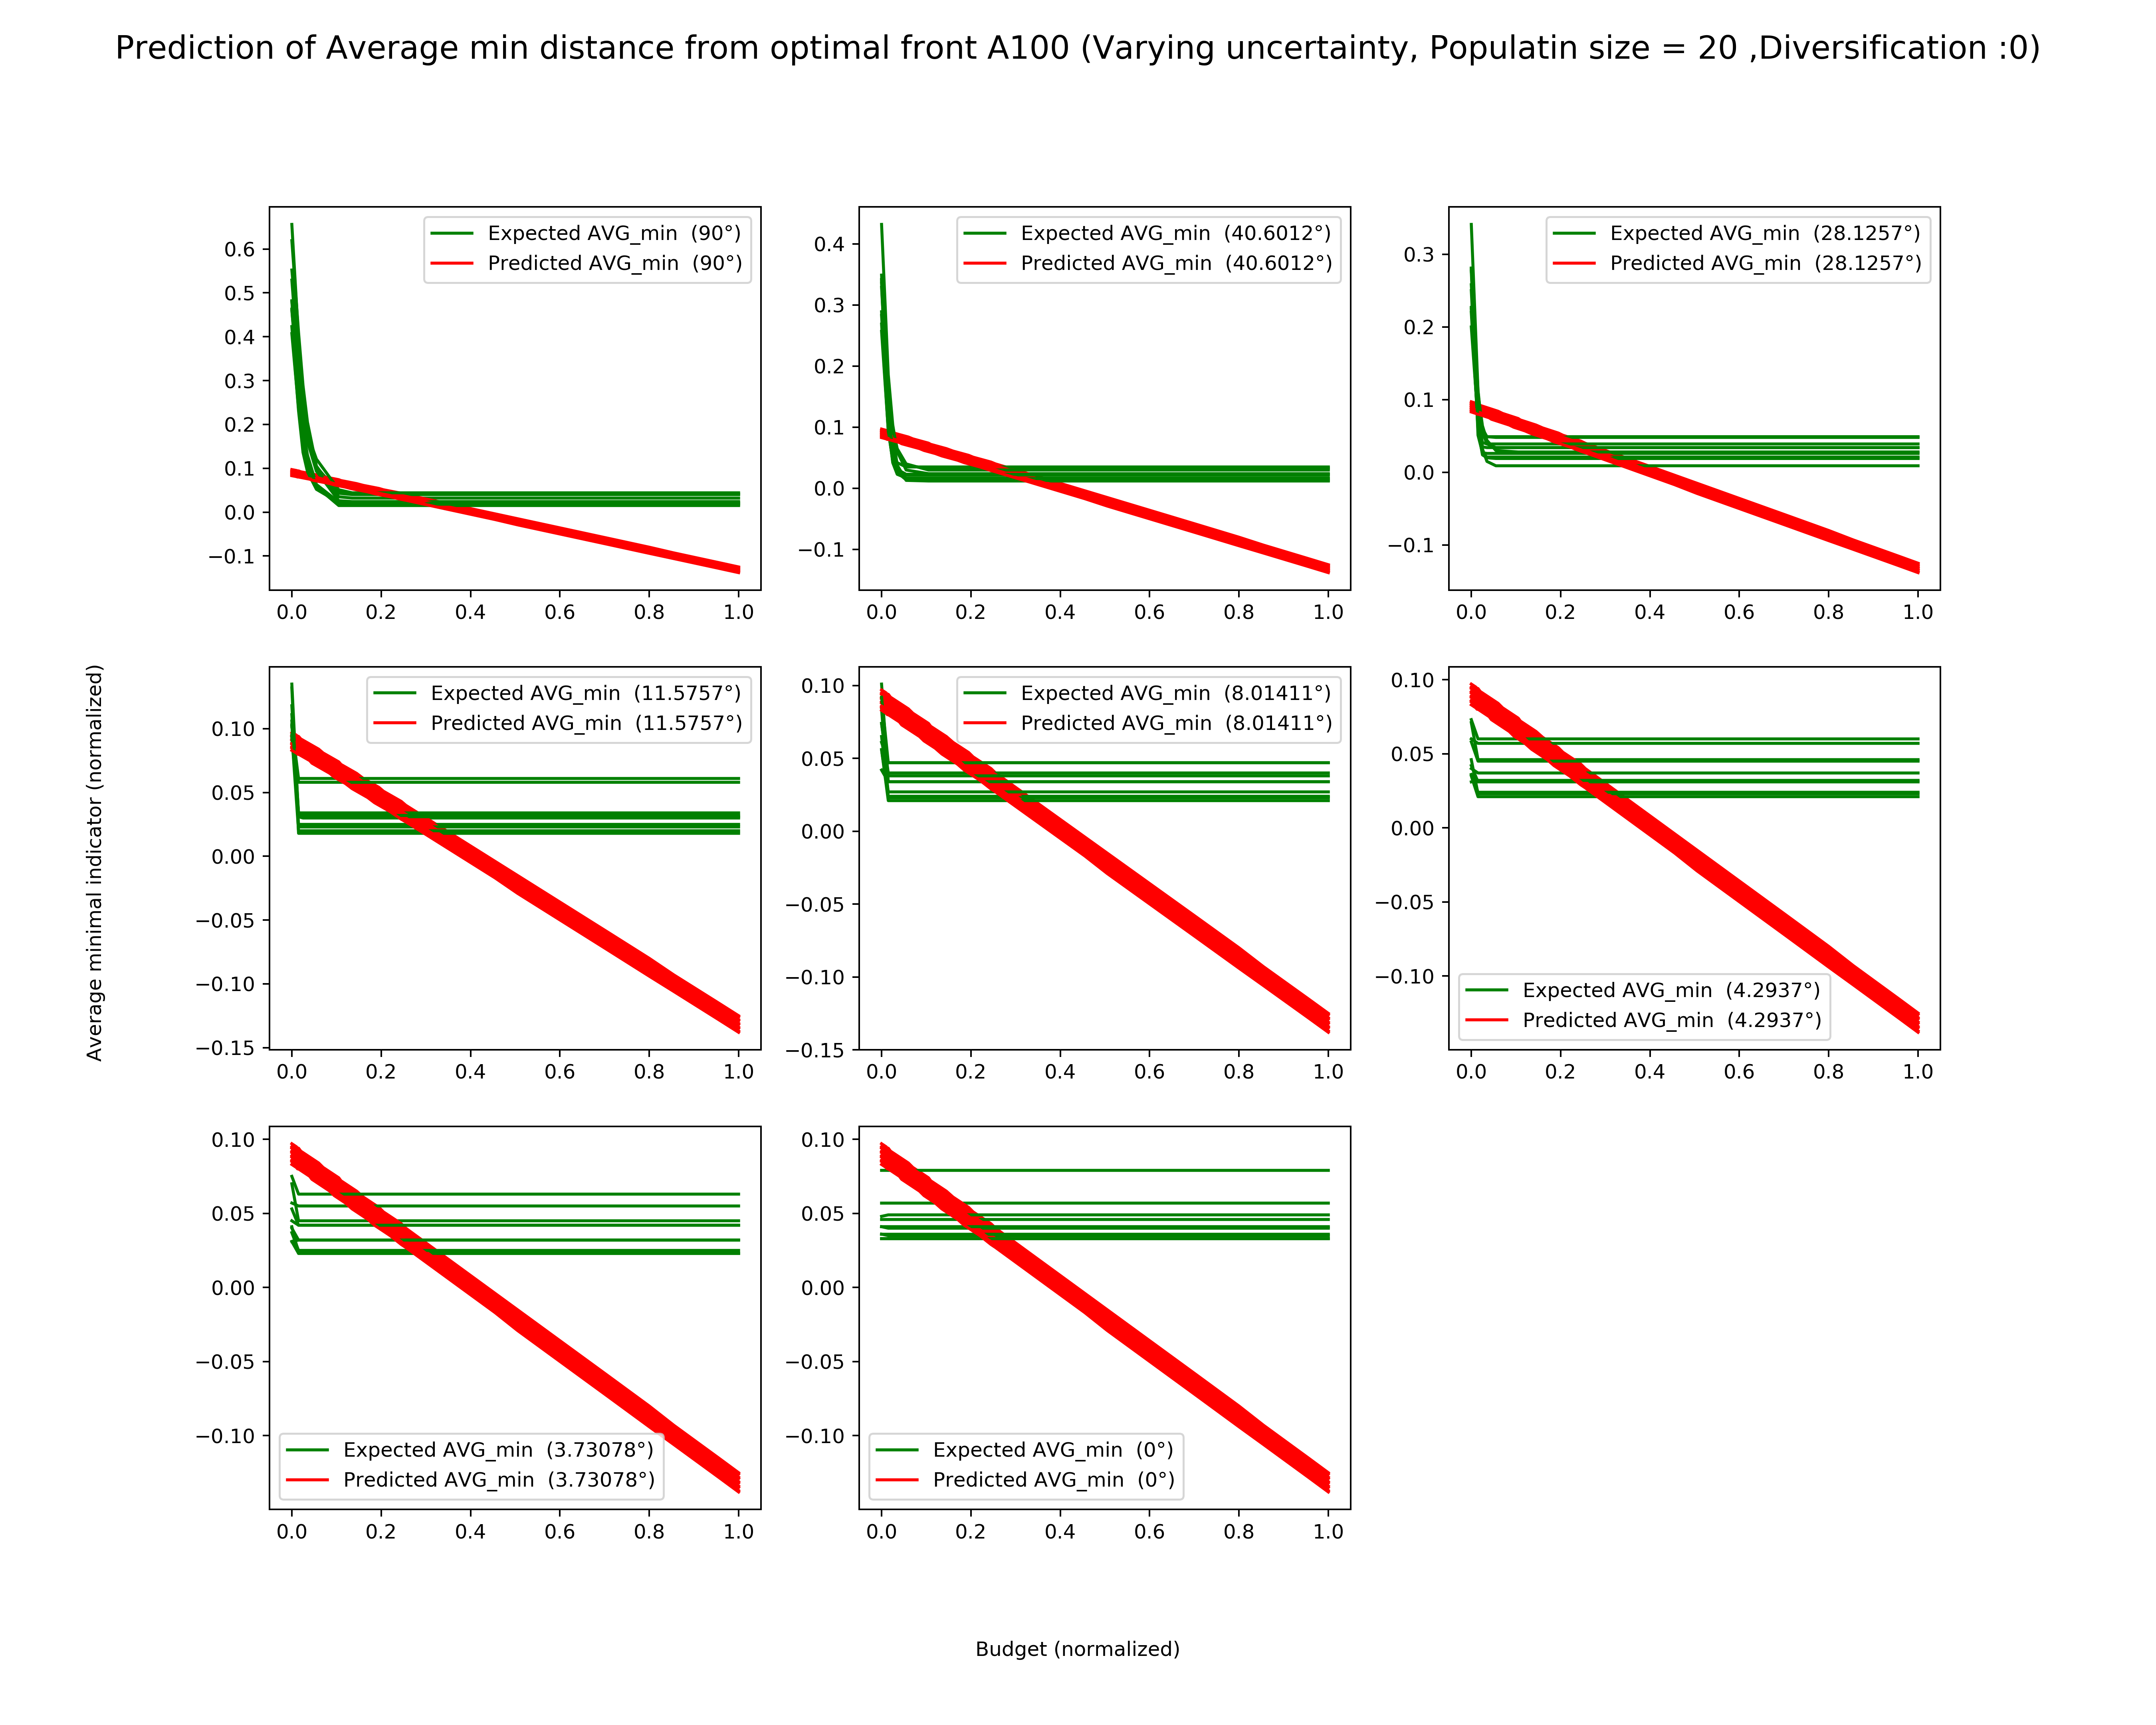 Prediction of Average min distance from optimal front A100 (Varying uncertainty, Populatin size = 20 ,Diversification :0)
Expected AVG_min (90°)
Predicted AVG_min (90°)
0.6
0.5
0.4
0.3
0.2
0.1
0.0
−0.1
0.0 0.2 0.4 0.6 0.8 1.0
Expected AVG_min (40.6012°)
Predicted AVG_min (40.6012°)
0.4
0.3
0.2
0.1
0.0
−0.1
0.0 0.2 0.4 0.6 0.8 1.0
Expected AVG_min (28.1257°)
Predicted AVG_min (28.1257°)
0.3
0.2
0.1
0.0
−0.1
0.0 0.2 0.4 0.6 0.8 1.0
Average minimal indicator (normalized)
Expected AVG_min (11.5757°)
Predicted AVG_min (11.5757°)
0.10
0.05
0.00
−0.05
−0.10
−0.15
0.0 0.2 0.4 0.6 0.8 1.0
Expected AVG_min (8.01411°)
Predicted AVG_min (8.01411°)
0.10
0.05
0.00
−0.05
−0.10
−0.15
0.0 0.2 0.4 0.6 0.8 1.0
0.10
0.05
0.00
−0.05
−0.10
Expected AVG_min (4.2937°)
Predicted AVG_min (4.2937°)
0.0 0.2 0.4 0.6 0.8 1.0
0.10
0.05
0.00
−0.05
−0.10
Expected AVG_min (3.73078°)
Predicted AVG_min (3.73078°)
0.0 0.2 0.4 0.6 0.8 1.0
0.10
0.05
0.00
−0.05
−0.10
Expected AVG_min (0°)
Predicted AVG_min (0°)
0.0 0.2 0.4 0.6 0.8 1.0
Budget (normalized)